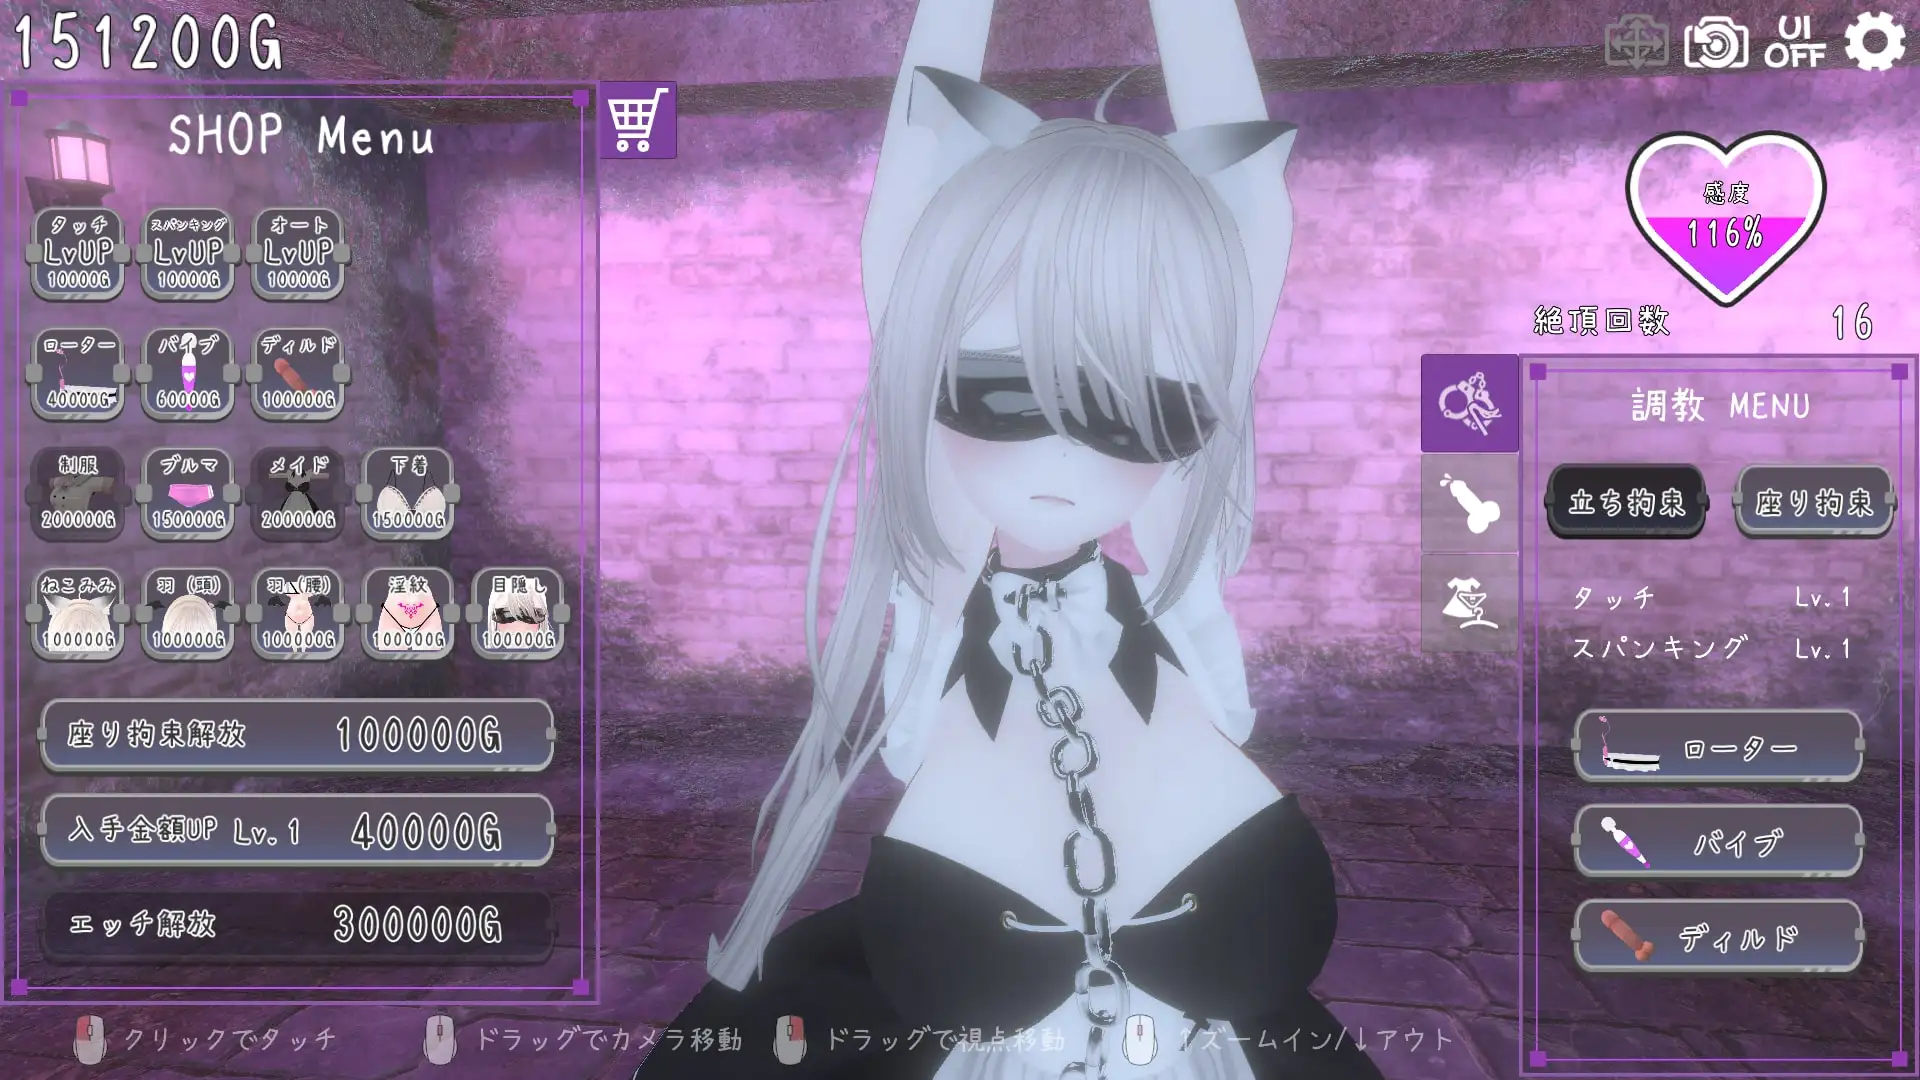 151200G
UI
OFF
SHOP Menu
タッチ
LvUP
10000G
スパンキング
LvUP
10000G
オート
LvUP
10000G
ローター
40000G
バイブ
60000G
ディルド
100000G
制服
200000G
ブルマ
150000G
メイド
200000G
下着
150000G
ねこみみ
100000G
羽(頭)
100000G
羽(腰)
100000G
淫紋
100000G
目隠し
100000G
座り拘束解放 100000G
入手金額UP Lv.1 40000G
エッチ解放 300000G
感度
116%
絶頂回数 16
調教 MENU
立ち拘束 座り拘束
タッチ Lv.1
スパンキング Lv.1
ローター
バイブ
ディルド
クリックでタッチ ドラッグでカメラ移動 ドラッグで視点移動 ↑ズームイン/↓アウト